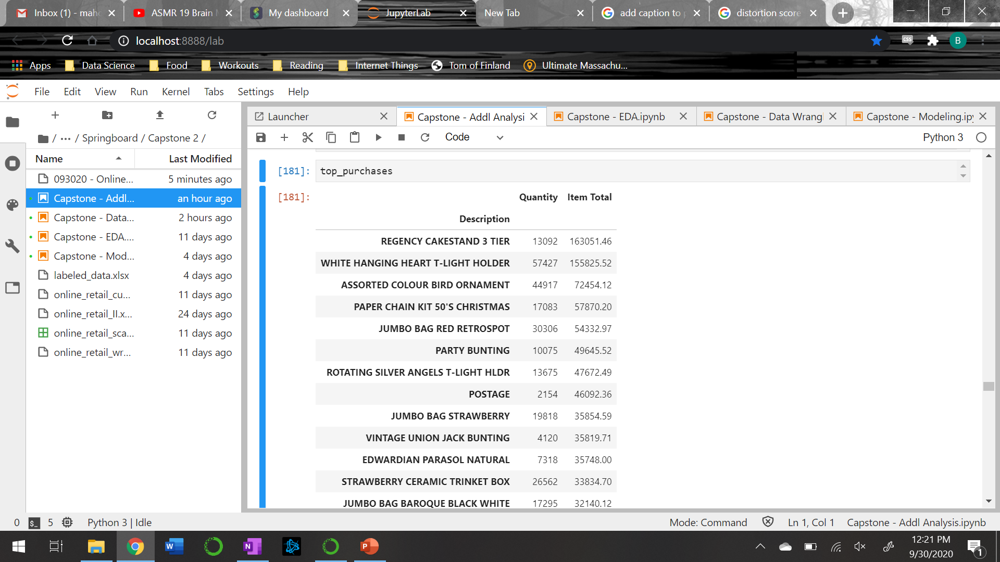 Inbox (1) - mahc
ASMR 19 Brain
My dashboard
JupyterLab
New Tab
add caption to
distortion score
localhost:8888/lab
CSS
B
Apps
Data Science
Food
Workouts
Reading
Internet Things
Tom of Finland
Ultimate Massachu...
File
Edit
View
Run
Kernel
Tabs
Settings
Help
Launcher
Capstone - Addl Analysi
Capstone - EDA.ipynb
Capstone - Data Wrangl
Capstone - Modeling.ipy
/ ··· / Springboard / Capstone 2 /
Code
Python 3
Name Last Modified
093020 - Online... 5 minutes ago
Capstone - Addl... an hour ago
Capstone - Data... 2 hours ago
Capstone - EDA.... 11 days ago
Capstone - Mod... 4 days ago
labeled_data.xlsx 4 days ago
online_retail_cu... 11 days ago
online_retail_II.x... 24 days ago
online_retail_sca... 11 days ago
online_retail_wr... 11 days ago
[181]: top_purchases
[181]: Quantity Item Total
Description
REGENCY CAKESTAND 3 TIER 13092 163051.46
WHITE HANGING HEART T-LIGHT HOLDER 57427 155825.52
ASSORTED COLOUR BIRD ORNAMENT 44917 72454.12
PAPER CHAIN KIT 50'S CHRISTMAS 17083 57870.20
JUMBO BAG RED RETROSPOT 30306 54332.97
PARTY BUNTING 10075 49645.52
ROTATING SILVER ANGELS T-LIGHT HLDR 13675 47672.49
POSTAGE 2154 46092.36
JUMBO BAG STRAWBERRY 19818 35854.59
VINTAGE UNION JACK BUNTING 4120 35819.71
EDWARDIAN PARASOL NATURAL 7318 35748.00
STRAWBERRY CERAMIC TRINKET BOX 26562 33834.70
JUMBO BAG BAROQUE BLACK WHITE 17295 32140.12
0 $_ 5 Python 3 | Idle
Mode: Command
Ln 1, Col 1
Capstone - Addl Analysis.ipynb
W
N
P
12:21 PM
9/30/2020
1